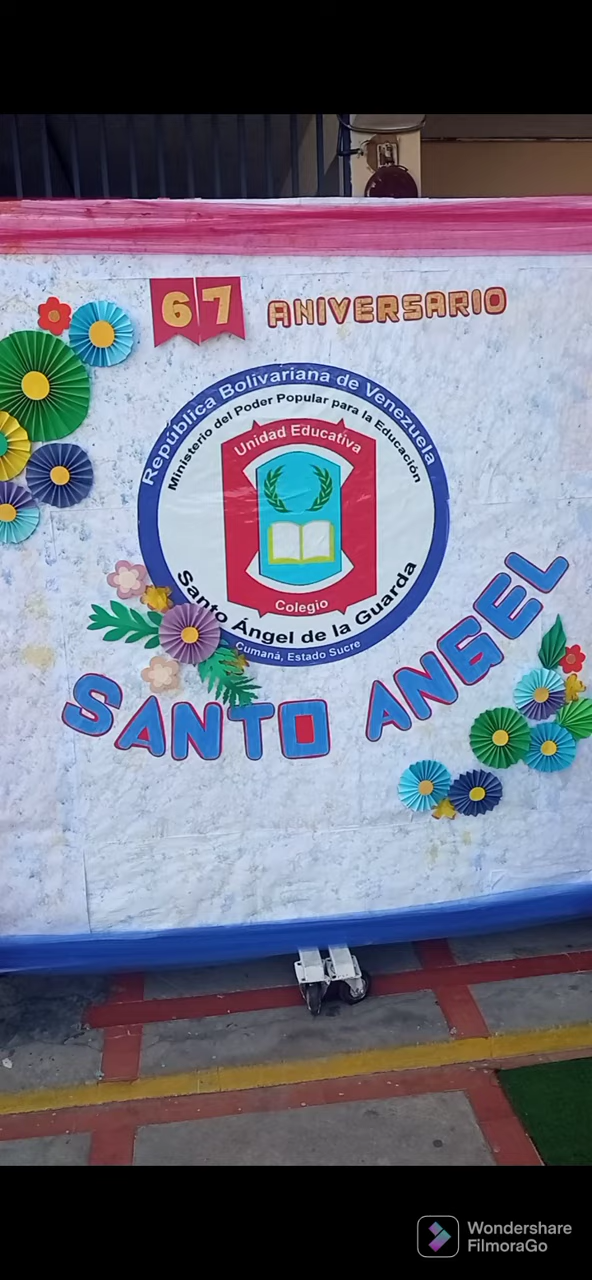 67 ANIVERSARIO
República Bolivariana de Venezuela
Ministerio del Poder Popular para la Educación
Unidad Educativa
Colegio
Santo Ángel de la Guarda
Cumaná, Estado Sucre
SANTO ANGEL
Wondershare
FilmoraGo